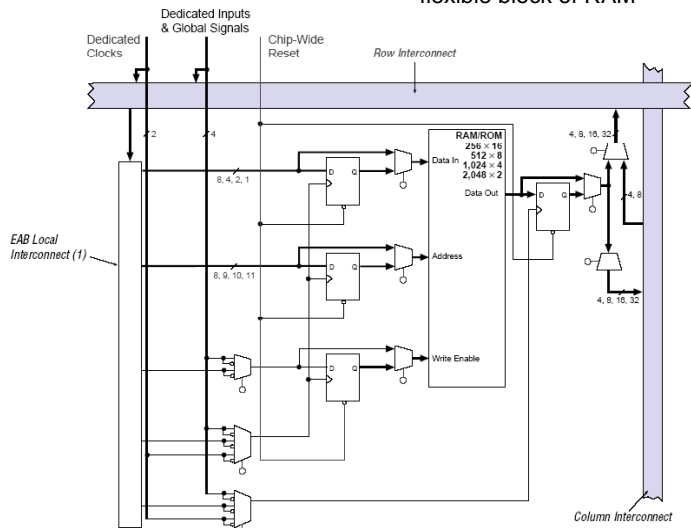 flexible block of RAM
Dedicated Inputs
& Global Signals
Dedicated
Clocks
Chip-Wide
Reset
Row Interconnect
2
4
RAM/ROM
256 × 16
512 × 8
1,024 × 4
2,048 × 2
4, 8, 16, 32
D Q
Data In
8, 4, 2, 1
Data Out
D Q
4, 8
EAB Local
Interconnect (1)
D Q
Address
8, 9, 10, 11
4, 8, 16, 32
D Q
Write Enable
Column Interconnect